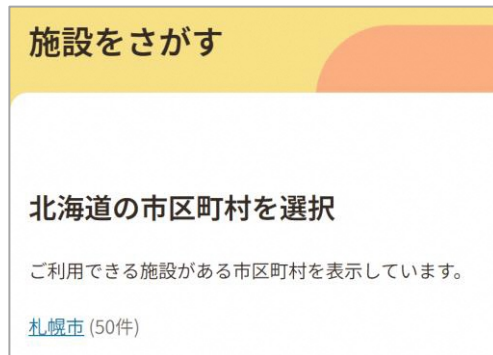 施設をさがす
北海道の市区町村を選択
ご利用できる施設がある市区町村を表示しています。
札幌市 (50件)